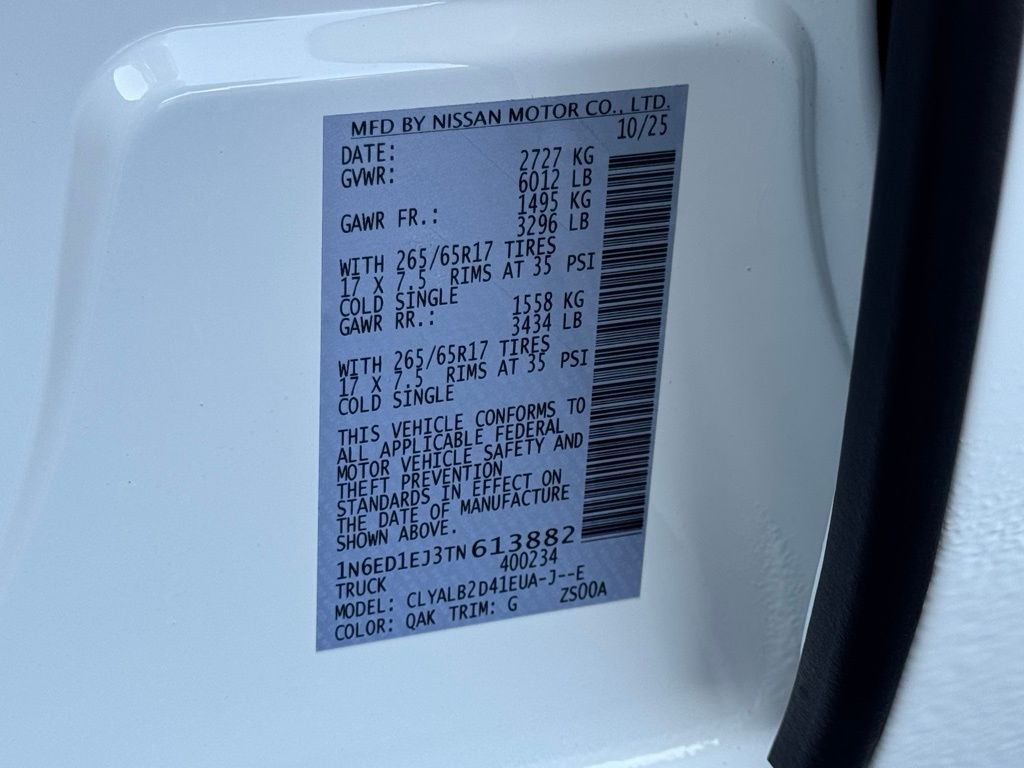 MFD BY NISSAN MOTOR CO., LTD.
DATE: 10/25
GVWR: 2727 KG
6012 LB
GAWR FR.: 1495 KG
3296 LB
WITH 265/65R17 TIRES
17 X 7.5 RIMS AT 35 PSI
COLD SINGLE
GAWR RR.: 1558 KG
3434 LB
WITH 265/65R17 TIRES
17 X 7.5 RIMS AT 35 PSI
COLD SINGLE
THIS VEHICLE CONFORMS TO
ALL APPLICABLE FEDERAL
MOTOR VEHICLE SAFETY AND
THEFT PREVENTION
STANDARDS IN EFFECT ON
THE DATE OF MANUFACTURE
SHOWN ABOVE.
1N6ED1EJ3TN613882
TRUCK 400234
MODEL: CLYALB2D41EUA-J--E
COLOR: QAK TRIM: G ZS00A